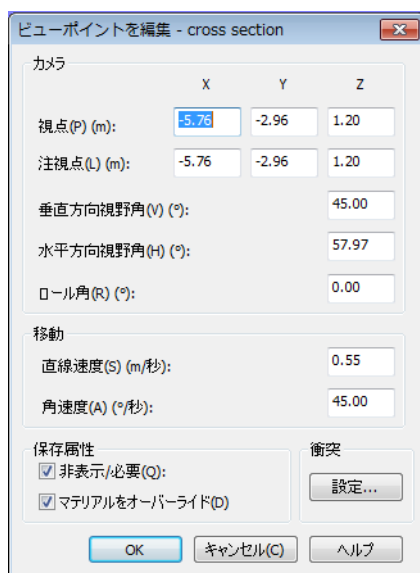 ビューポイントを編集 - cross section
カメラ
X Y Z
視点(P) (m): -5.76 -2.96 1.20
注視点(L) (m): -5.76 -2.96 1.20
垂直方向視野角(V) (°): 45.00
水平方向視野角(H) (°): 57.97
ロール角(R) (°): 0.00
移動
直線速度(S) (m/秒): 0.55
角速度(A) (°/秒): 45.00
保存属性 衝突
非表示/必要(Q):
設定...
マテリアルをオーバーライド(D)
OK キャンセル(C) ヘルプ